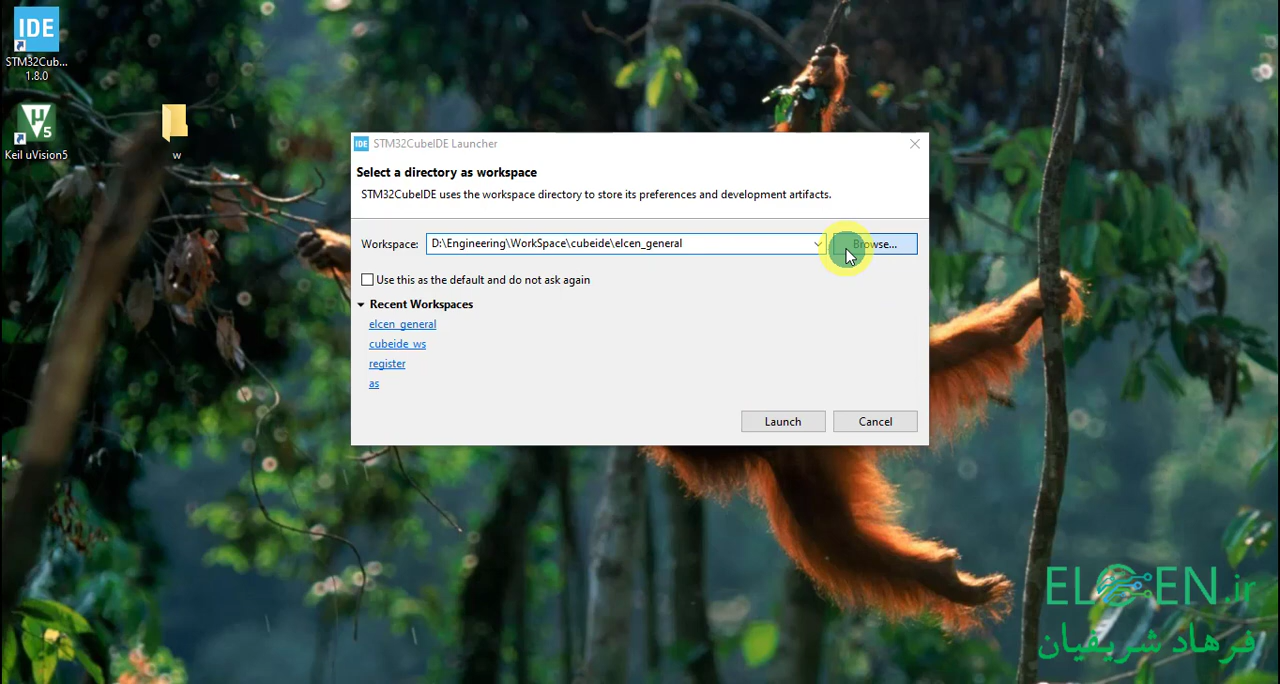 IDE
STM32Cub...
1.8.0
Keil uVision5
w
IDE STM32CubeIDE Launcher
Select a directory as workspace
STM32CubeIDE uses the workspace directory to store its preferences and development artifacts.
Workspace: D:\Engineering\WorkSpace\cubeide\elcen_general Browse...
Use this as the default and do not ask again
Recent Workspaces
elcen_general
cubeide_ws
register
as
Launch Cancel
ELCEN.ir
فرهاد شریفیان